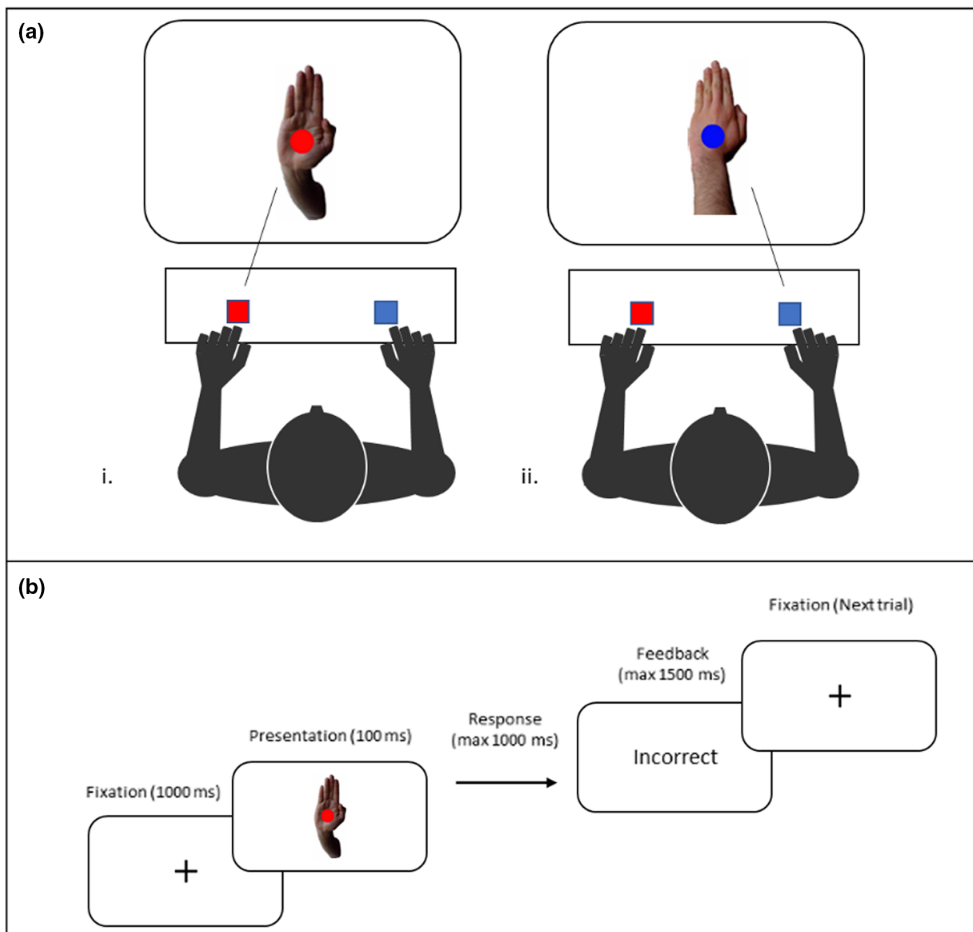 (a)
i.
ii.
(b)
Fixation (1000 ms)
Presentation (100 ms)
Response
(max 1000 ms)
Feedback
(max 1500 ms)
Incorrect
Fixation (Next trial)